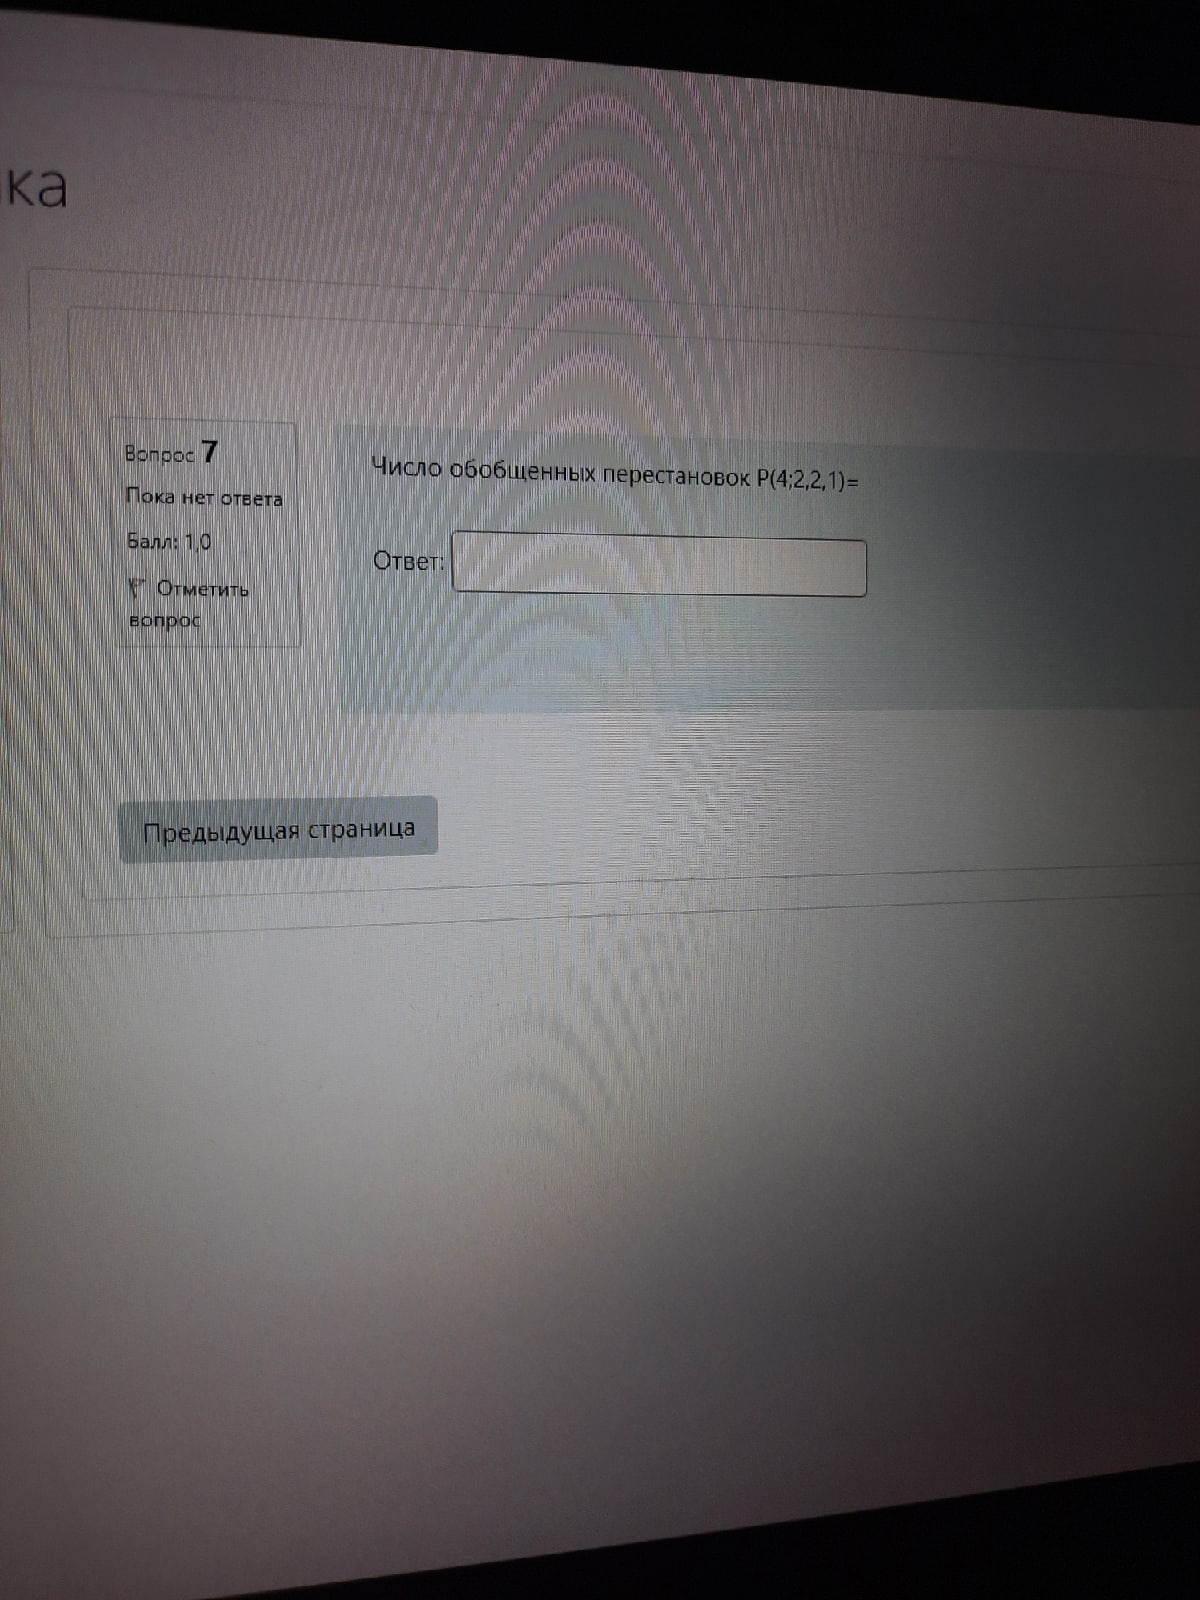 ка
Вопрос 7
Пока нет ответа
Балл: 1,0
Отметить
вопрос
Число обобщенных перестановок P(4;2,2,1)=
Ответ:
Предыдущая страница